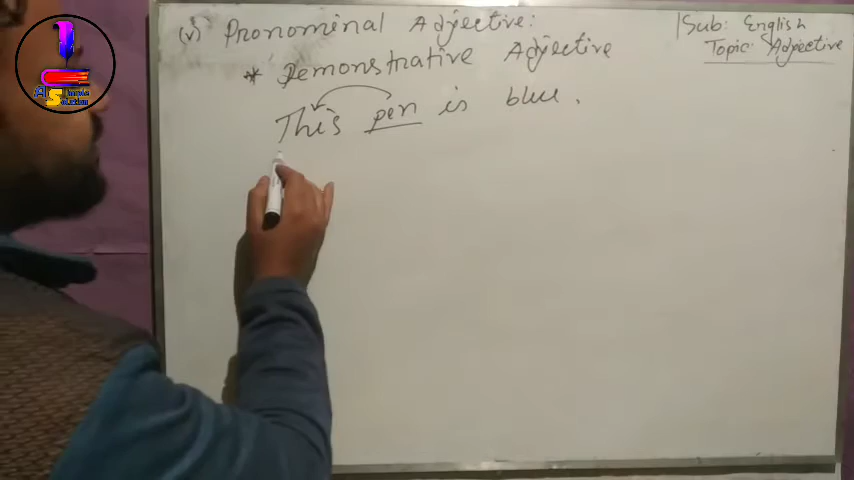 (v) Pronominal Adjective:
* Demonstrative Adjective
This pen is blue.
Sub: English
Topic: Adjective